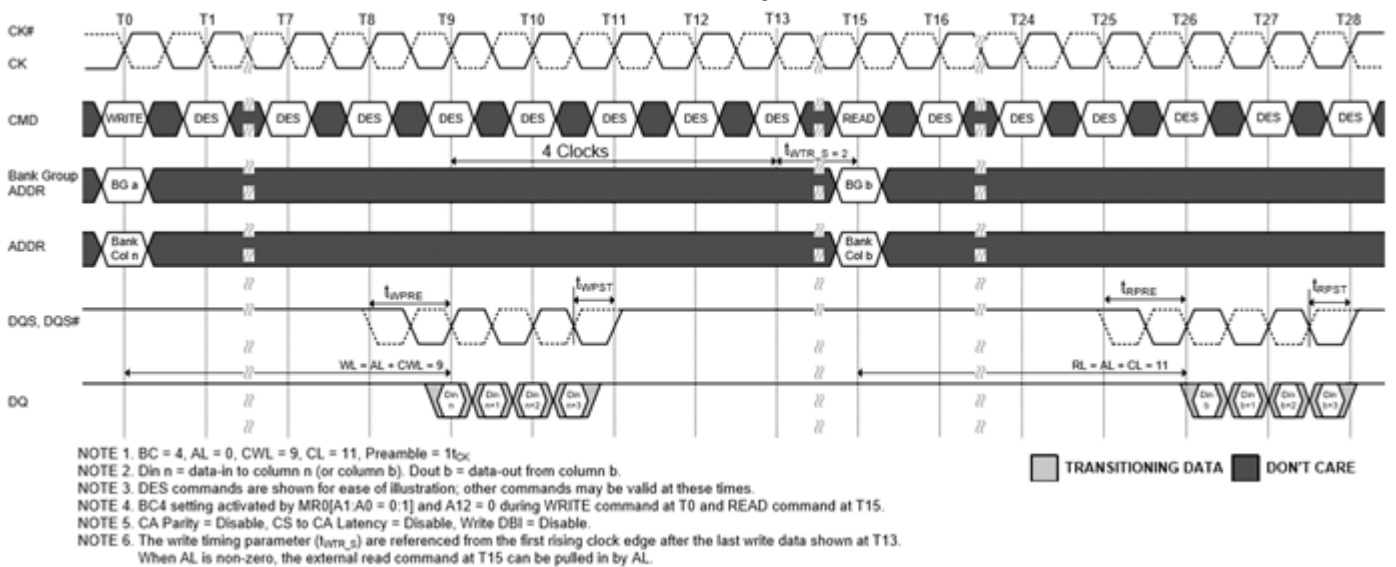 T0 T1 T7 T8 T9 T10 T11 T12 T13 T15 T16 T24 T25 T26 T27 T28
CK#
CK
CMD WRITE DES DES DES DES DES DES DES DES READ DES DES DES DES DES DES
4 Clocks tWTR_S = 2
Bank Group
ADDR
BG a BG b
ADDR
Bank
Col n
Bank
Col b
tWPRE tWPST tRPRE tRPST
DQS, DQS#
WL = AL + CWL = 9 RL = AL + CL = 11
DQ
Din
n
Din
n+1
Din
n+2
Din
n+3
Din
b
Din
b+1
Din
b+2
Din
b+3
NOTE 1. BC = 4, AL = 0, CWL = 9, CL = 11, Preamble = 1tCK
NOTE 2. Din n = data-in to column n (or column b). Dout b = data-out from column b.
NOTE 3. DES commands are shown for ease of illustration; other commands may be valid at these times.
NOTE 4. BC4 setting activated by MR0[A1:A0 = 0:1] and A12 = 0 during WRITE command at T0 and READ command at T15.
NOTE 5. CA Parity = Disable, CS to CA Latency = Disable, Write DBI = Disable.
NOTE 6. The write timing parameter (tWTR_S) are referenced from the first rising clock edge after the last write data shown at T13.
When AL is non-zero, the external read command at T15 can be pulled in by AL.
TRANSITIONING DATA DON'T CARE